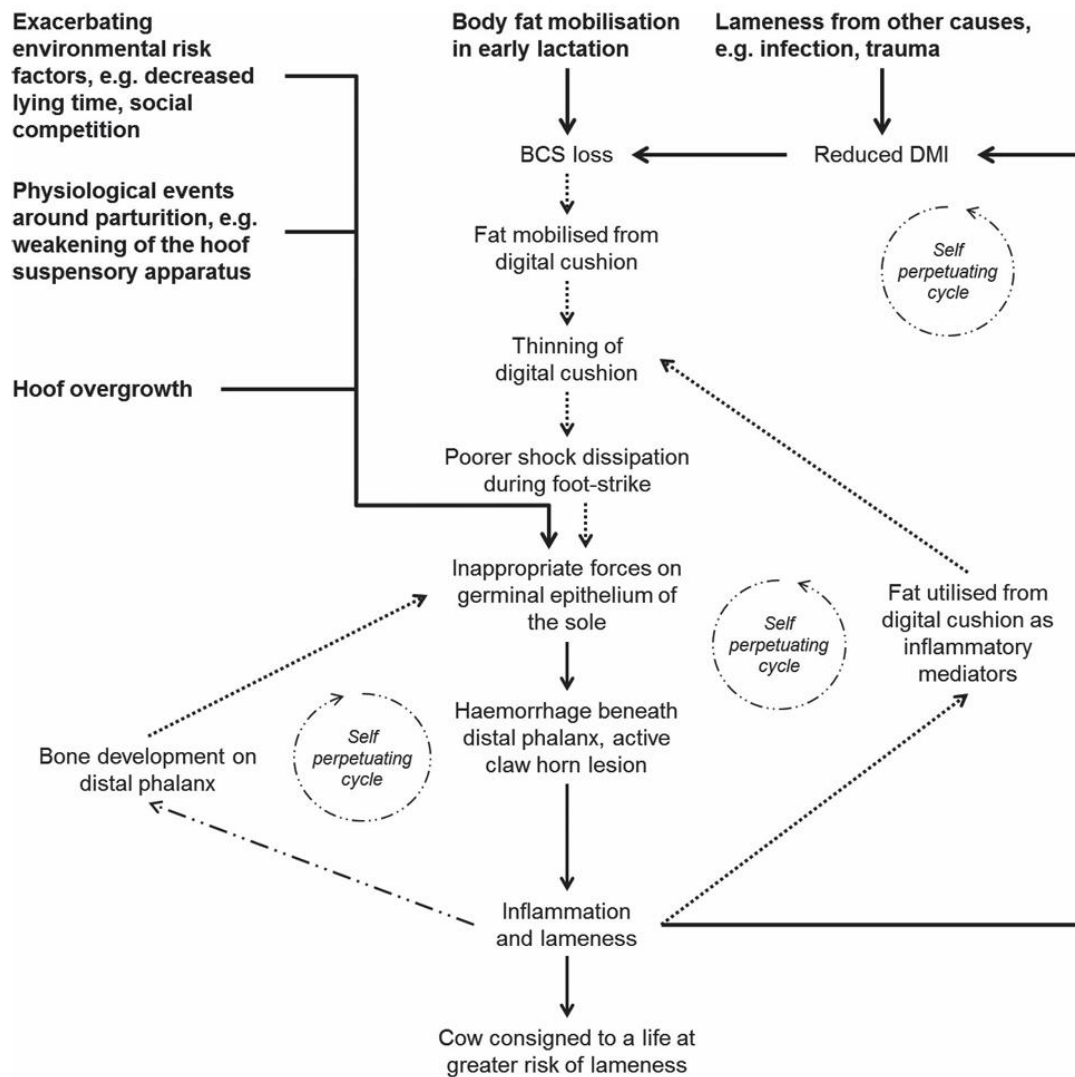 Exacerbating
environmental risk
factors, e.g. decreased
lying time, social
competition
Body fat mobilisation
in early lactation
Lameness from other causes,
e.g. infection, trauma
BCS loss
Reduced DMI
Physiological events
around parturition, e.g.
weakening of the hoof
suspensory apparatus
Fat mobilised from
digital cushion
Self
perpetuating
cycle
Thinning of
digital cushion
Hoof overgrowth
Poorer shock dissipation
during foot-strike
Inappropriate forces on
germinal epithelium of
the sole
Self
perpetuating
cycle
Fat utilised from
digital cushion as
inflammatory
mediators
Haemorrhage beneath
distal phalanx, active
claw horn lesion
Self
perpetuating
cycle
Bone development on
distal phalanx
Inflammation
and lameness
Cow consigned to a life at
greater risk of lameness